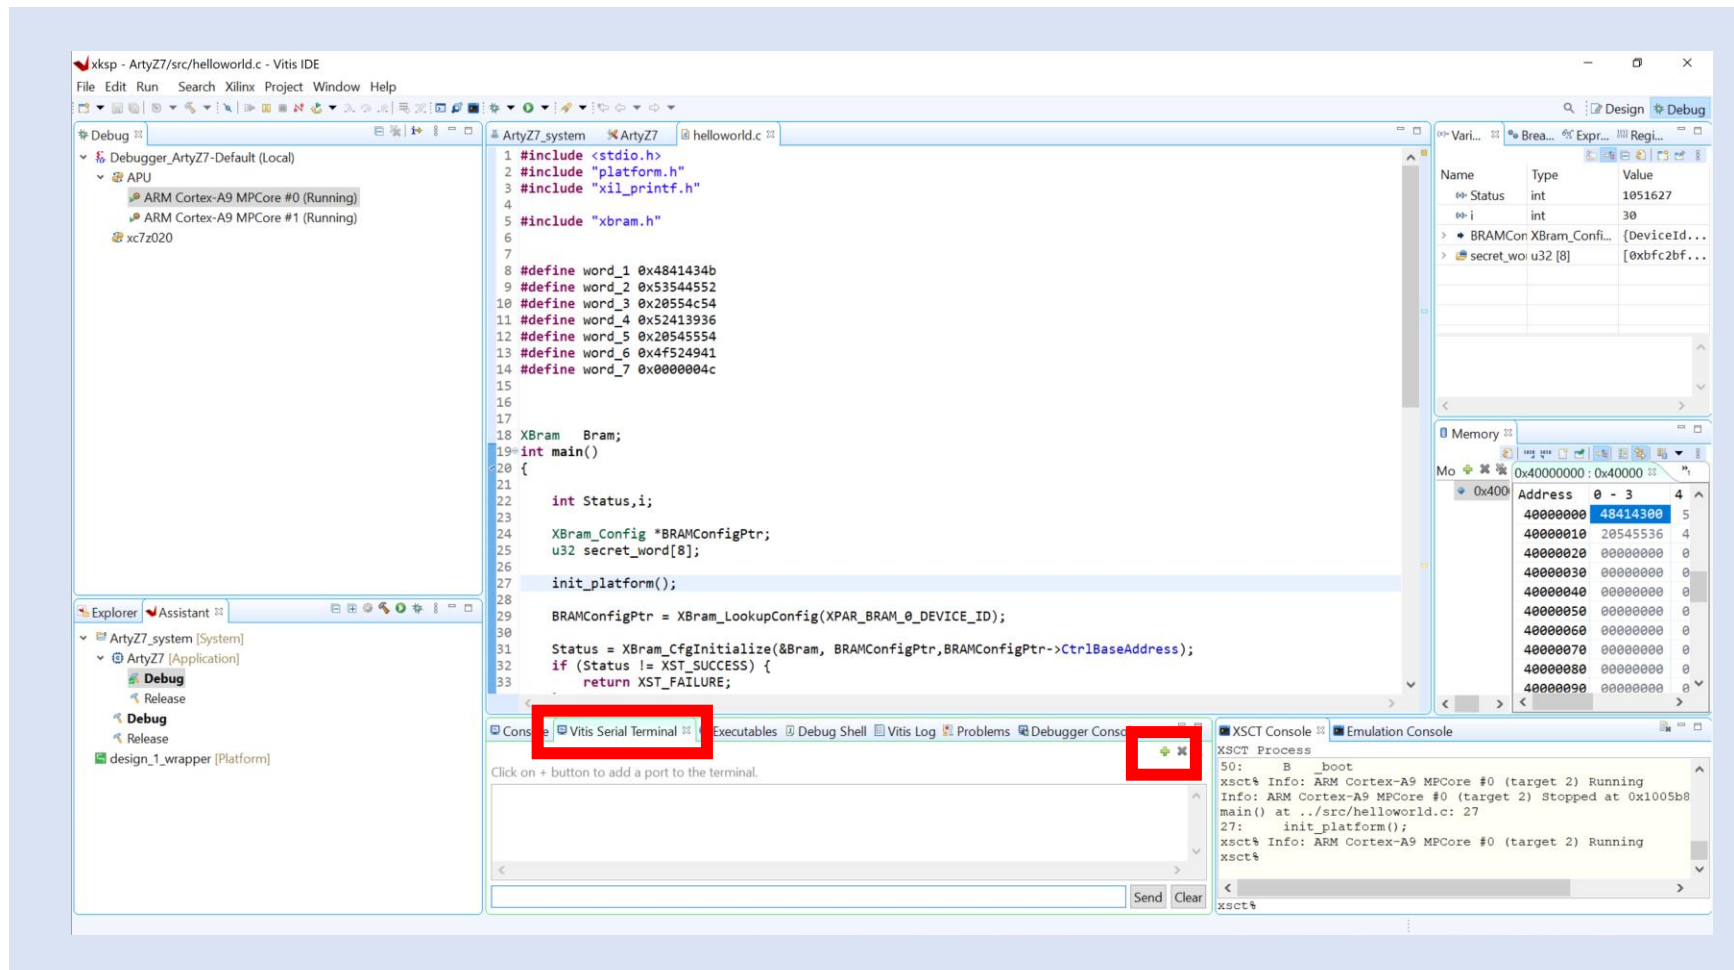 xksp - ArtyZ7/src/helloworld.c - Vitis IDE
File Edit Run Search Xilinx Project Window Help
Design Debug
Debug
Debugger_ArtyZ7-Default (Local)
APU
ARM Cortex-A9 MPCore #0 (Running)
ARM Cortex-A9 MPCore #1 (Running)
xc7z020
ArtyZ7_system ArtyZ7 helloworld.c
1 #include <stdio.h>
2 #include "platform.h"
3 #include "xil_printf.h"
4
5 #include "xbram.h"
6
7
8 #define word_1 0x4841434b
9 #define word_2 0x53544552
10 #define word_3 0x20554c54
11 #define word_4 0x52413936
12 #define word_5 0x20545554
13 #define word_6 0x4f524941
14 #define word_7 0x0000004c
15
16
17
18 XBram Bram;
19 int main()
20 {
21
22 int Status,i;
23
24 XBram_Config *BRAMConfigPtr;
25 u32 secret_word[8];
26
27 init_platform();
28
29 BRAMConfigPtr = XBram_LookupConfig(XPAR_BRAM_0_DEVICE_ID);
30
31 Status = XBram_CfgInitialize(&Bram, BRAMConfigPtr,BRAMConfigPtr->CtrlBaseAddress);
32 if (Status != XST_SUCCESS) {
33 return XST_FAILURE;
Vari... Brea... Expr... Regi...
Name Type Value
Status int 1051627
i int 30
BRAMCon XBram_Confi... {DeviceId...
secret_wor u32 [8] [0xbfc2bf...
Memory
Mo 0x40000000 : 0x40000
0x400 Address 0 - 3 4
40000000 48414300 5
40000010 20545536 4
40000020 00000000 0
40000030 00000000 0
40000040 00000000 0
40000050 00000000 0
40000060 00000000 0
40000070 00000000 0
40000080 00000000 0
40000090 00000000 0
Explorer Assistant
ArtyZ7_system [System]
ArtyZ7 [Application]
Debug
Release
Debug
Release
design_1_wrapper [Platform]
Vitis Serial Terminal Executables Debug Shell Vitis Log Problems Debugger Conso
Click on + button to add a port to the terminal.
Send Clear
XSCT Console Emulation Console
XSCT Process
50: B _boot
xsct% Info: ARM Cortex-A9 MPCore #0 (target 2) Running
Info: ARM Cortex-A9 MPCore #0 (target 2) Stopped at 0x1005b8
main() at ../src/helloworld.c: 27
27: init_platform();
xsct% Info: ARM Cortex-A9 MPCore #0 (target 2) Running
xsct%
xsct%